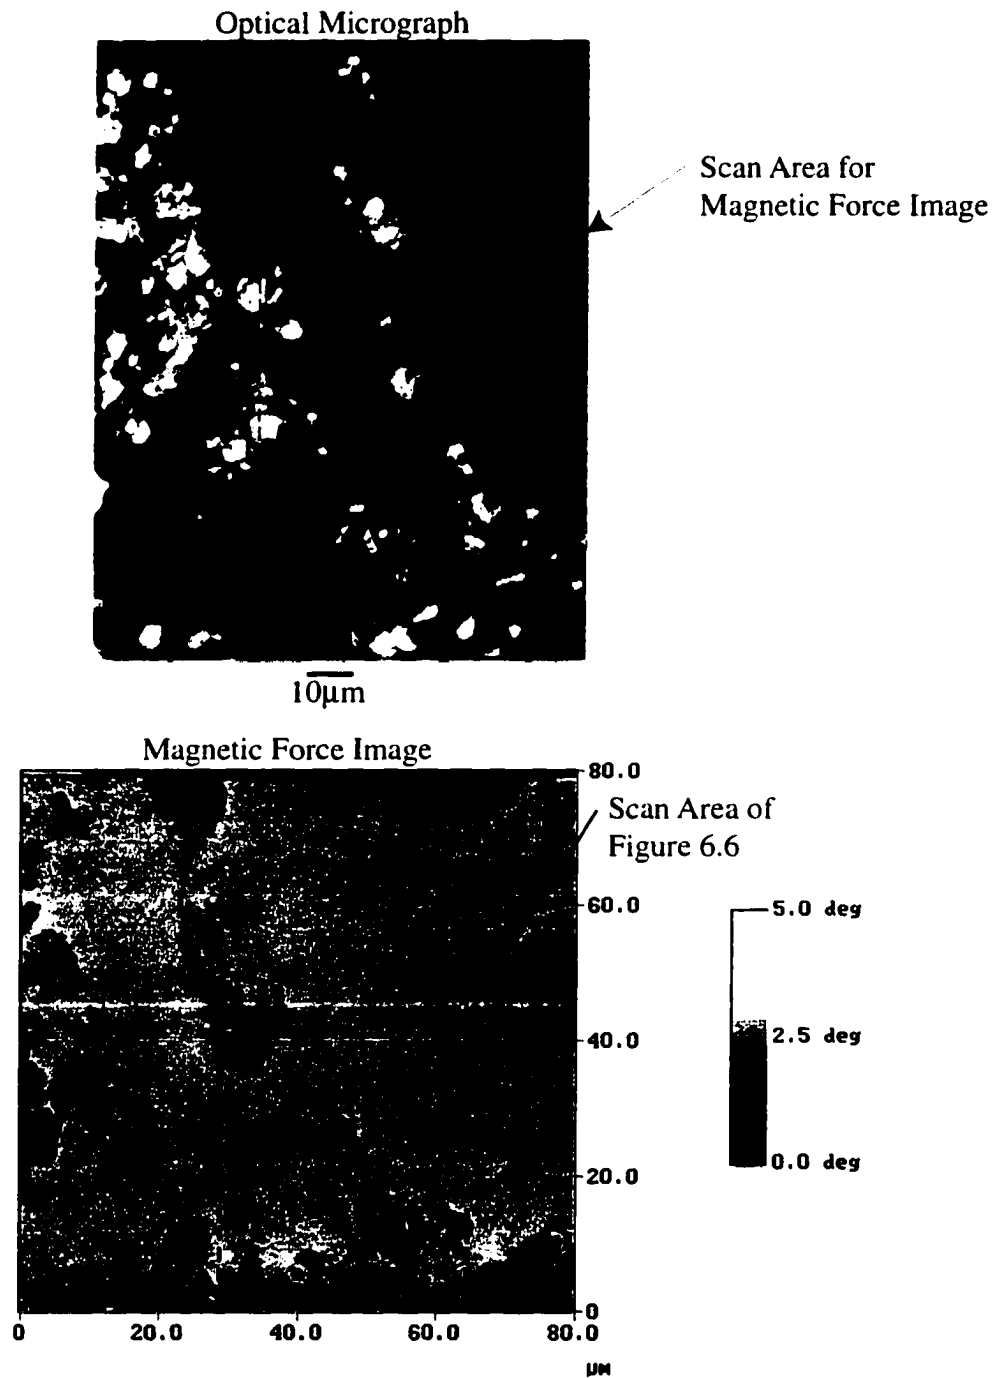 Optical Micrograph
Scan Area for
Magnetic Force Image
10µm
Magnetic Force Image
80.0
Scan Area of
Figure 6.6
60.0
5.0 deg
2.5 deg
40.0
0.0 deg
20.0
0
0
20.0
40.0
60.0
80.0
µM